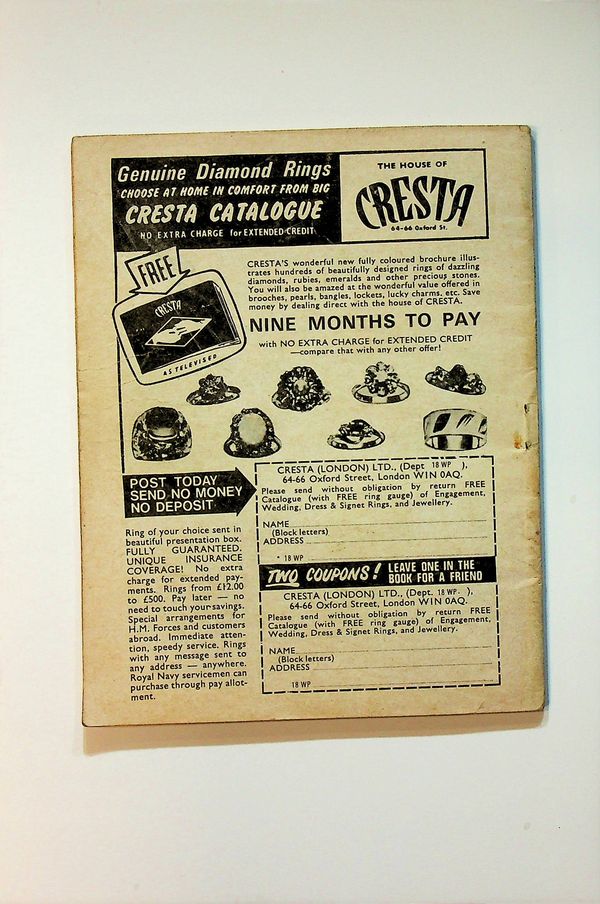 Genuine Diamond Rings
CHOOSE AT HOME IN COMFORT FROM BIG
CRESTA CATALOGUE
NO EXTRA CHARGE for EXTENDED CREDIT
THE HOUSE OF
CRESTA
64-66 Oxford St.
FREE
CRESTA
AS TELEVISED
CRESTA'S wonderful new fully coloured brochure illus-
trates hundreds of beautifully designed rings of dazzling
diamonds, rubies, emeralds and other precious stones.
You will also be amazed at the wonderful value offered in
brooches, pearls, bangles, lockets, lucky charms, etc. Save
money by dealing direct with the house of CRESTA.
NINE MONTHS TO PAY
with NO EXTRA CHARGE for EXTENDED CREDIT
—compare that with any other offer!
POST TODAY
SEND NO MONEY
NO DEPOSIT
Ring of your choice sent in
beautiful presentation box.
FULLY GUARANTEED.
UNIQUE INSURANCE
COVERAGE! No extra
charge for extended pay-
ments. Rings from £12.00
to £500. Pay later — no
need to touch your savings.
Special arrangements for
H.M. Forces and customers
abroad. Immediate atten-
tion, speedy service. Rings
with any message sent to
any address — anywhere.
Royal Navy servicemen can
purchase through pay allot-
ment.
CRESTA (LONDON) LTD., (Dept 18 WP ),
64-66 Oxford Street, London W1N 0AQ.
Please send without obligation by return FREE
Catalogue (with FREE ring gauge) of Engagement,
Wedding, Dress & Signet Rings, and Jewellery.
NAME
(Block letters)
ADDRESS
18 WP
TWO COUPONS! LEAVE ONE IN THE
BOOK FOR A FRIEND
CRESTA (LONDON) LTD., (Dept. 18 WP. ),
64-66 Oxford Street, London W1N 0AQ.
Please send without obligation by return FREE
Catalogue (with FREE ring gauge) of Engagement,
Wedding, Dress & Signet Rings, and Jewellery.
NAME
(Block letters)
ADDRESS
18 WP